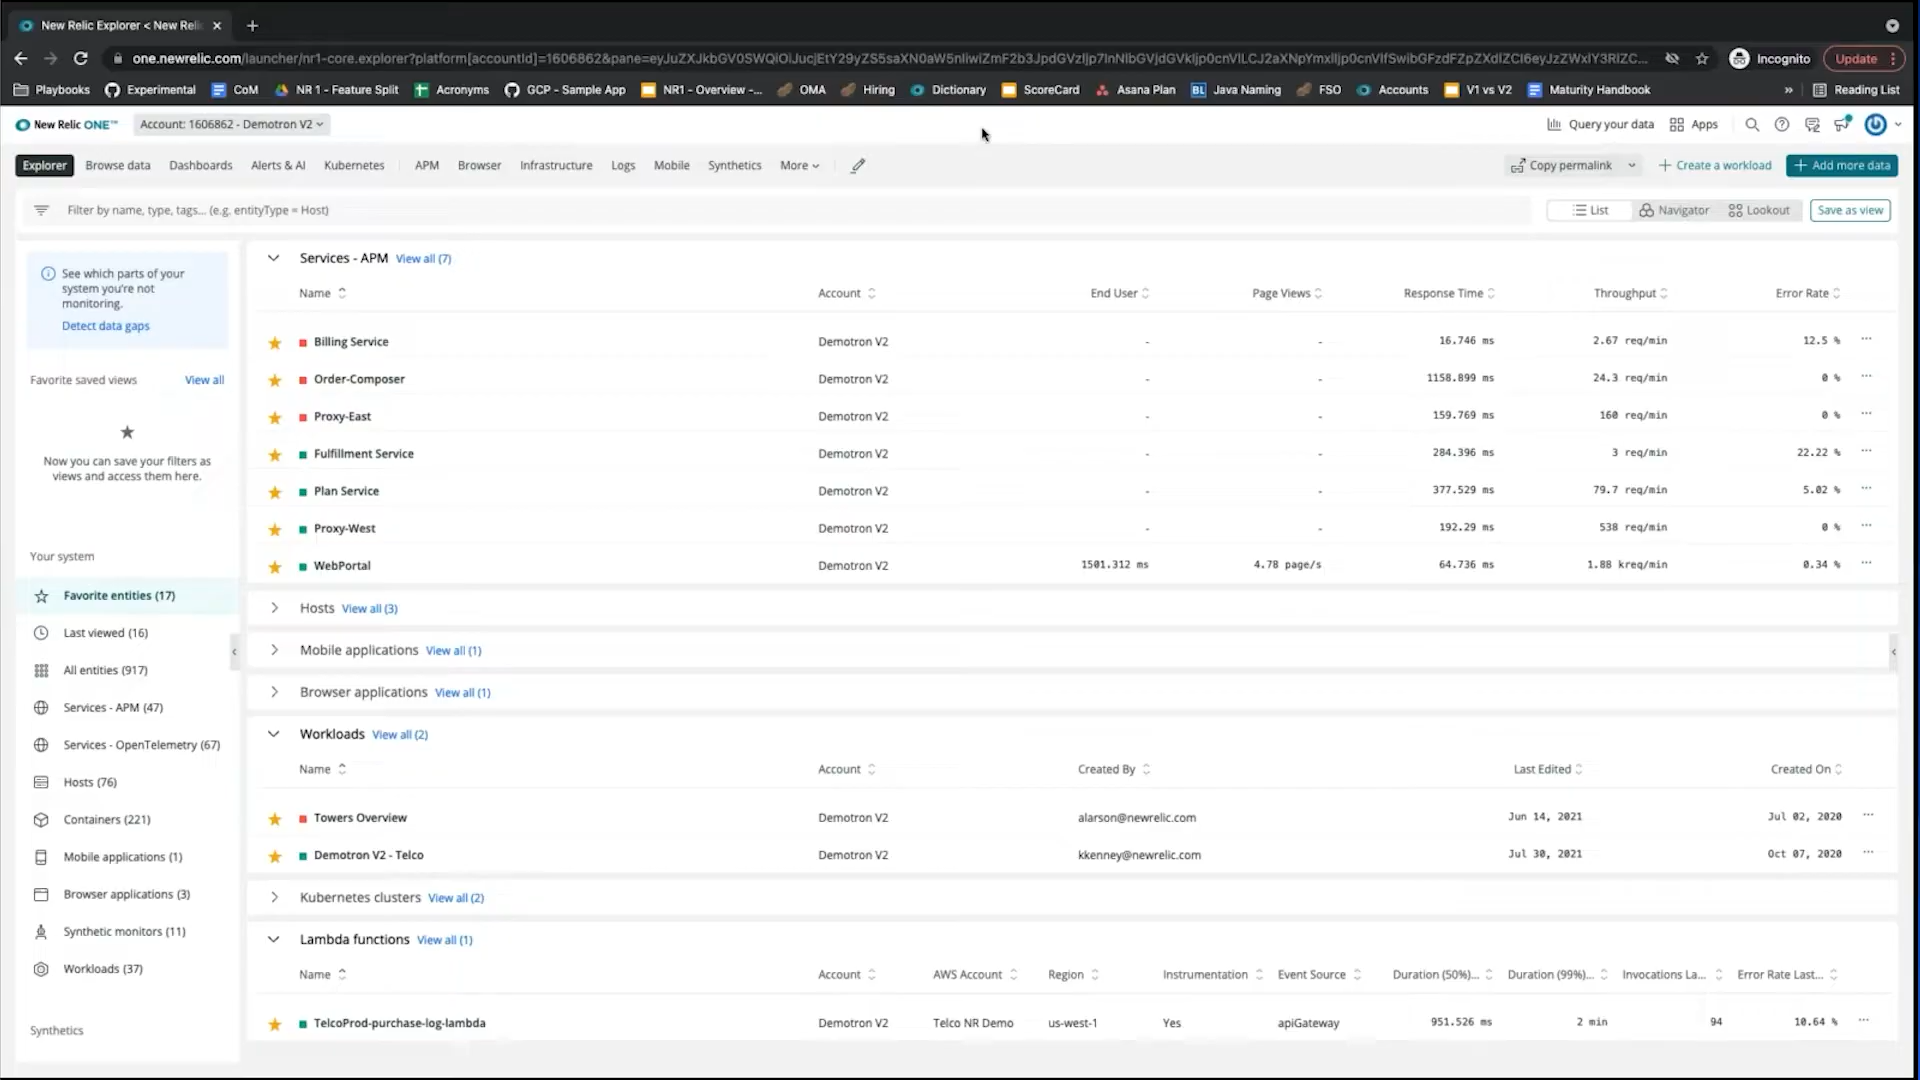 New Relic Explorer < New Reli
one.newrelic.com/launcher/nr1-core.explorer?platform[accountId]=1606862&pane=
Incognito
Update
Playbooks Experimental CoM NR 1 - Feature Split Acronyms GCP - Sample App NR1 - Overview -... OMA Hiring Dictionary ScoreCard Asana Plan BL Java Naming FSO Accounts V1 vs V2 Maturity Handbook » Reading List
New Relic ONE™ Account: 1606862 - Demotron V2 Query your data Apps
Explorer Browse data Dashboards Alerts & AI Kubernetes APM Browser Infrastructure Logs Mobile Synthetics More Copy permalink + Create a workload + Add more data
Filter by name, type, tags... (e.g. entityType = Host) List Navigator Lookout Save as view
See which parts of your
system you're not
monitoring.
Detect data gaps
Favorite saved views View all
Now you can save your filters as
views and access them here.
Your system
Favorite entities (17)
Last viewed (16)
All entities (917)
Services - APM (47)
Services - OpenTelemetry (67)
Hosts (76)
Containers (221)
Mobile applications (1)
Browser applications (3)
Synthetic monitors (11)
Workloads (37)
Synthetics
Services - APM View all (7)
Name Account End User Page Views Response Time Throughput Error Rate
Billing Service Demotron V2 - - 16.746 ms 2.67 req/min 12.5 % ...
Order-Composer Demotron V2 - - 1158.899 ms 24.3 req/min 0 % ...
Proxy-East Demotron V2 - - 159.769 ms 160 req/min 0 % ...
Fulfillment Service Demotron V2 - - 284.396 ms 3 req/min 22.22 % ...
Plan Service Demotron V2 - - 377.529 ms 79.7 req/min 5.02 % ...
Proxy-West Demotron V2 - - 192.29 ms 538 req/min 0 % ...
WebPortal Demotron V2 1501.312 ms 4.78 page/s 64.736 ms 1.88 kreq/min 0.34 % ...
Hosts View all (3)
Mobile applications View all (1)
Browser applications View all (1)
Workloads View all (2)
Name Account Created By Last Edited Created On
Towers Overview Demotron V2 alarson@newrelic.com Jun 14, 2021 Jul 02, 2020 ...
Demotron V2 - Telco Demotron V2 kkenney@newrelic.com Jul 30, 2021 Oct 07, 2020 ...
Kubernetes clusters View all (2)
Lambda functions View all (1)
Name Account AWS Account Region Instrumentation Event Source Duration (50%)... Duration (99%)... Invocations La... Error Rate Last...
TelcoProd-purchase-log-lambda Demotron V2 Telco NR Demo us-west-1 Yes apiGateway 951.526 ms 2 min 94 10.64 % ...